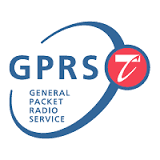 GPRS
GENERAL
PACKET
RADIO
SERVICE